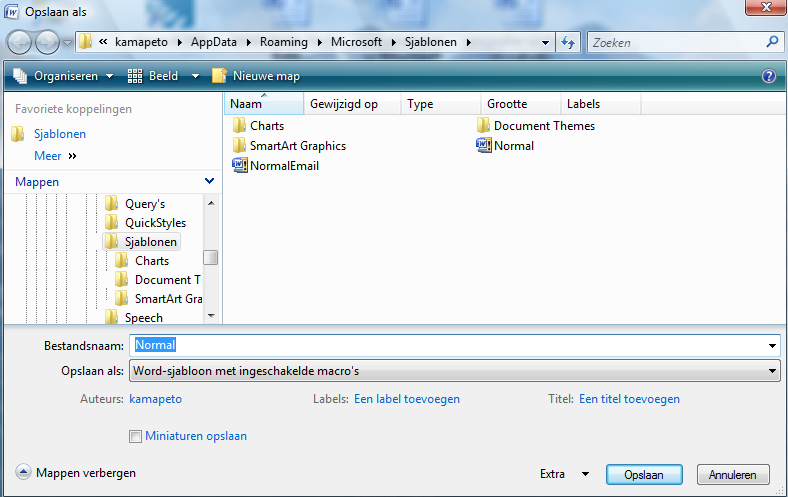 Opslaan als
« kamapeto AppData Roaming Microsoft Sjablonen Zoeken
Organiseren Beeld Nieuwe map
Favoriete koppelingen
Sjablonen
Meer »
Mappen
Query's
QuickStyles
Sjablonen
Charts
Document T
SmartArt Gra
Speech
Naam Gewijzigd op Type Grootte Labels
Charts Document Themes
SmartArt Graphics Normal
NormalEmail
Bestandsnaam: Normal
Opslaan als: Word-sjabloon met ingeschakelde macro's
Auteurs: kamapeto Labels: Een label toevoegen Titel: Een titel toevoegen
Miniaturen opslaan
Mappen verbergen Extra Opslaan Annuleren